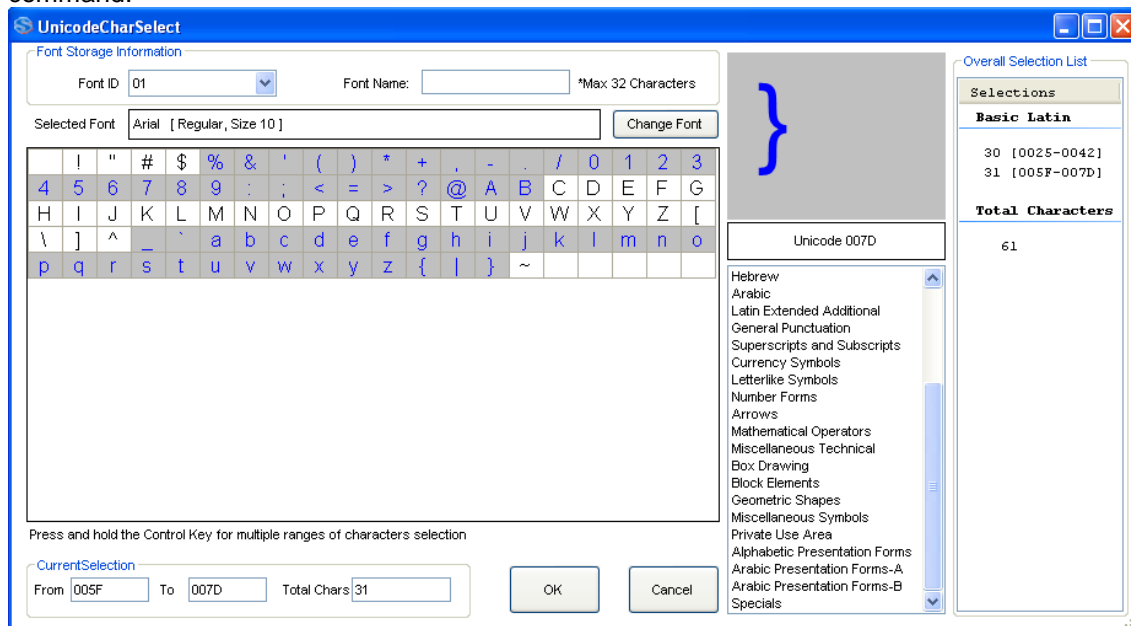 command.
UnicodeCharSelect
Font Storage Information
Font ID 01 Font Name: *Max 32 Characters
Selected Font Arial [ Regular, Size 10 ] Change Font
! " # $ % & ' ( ) * + , - . / 0 1 2 3
4 5 6 7 8 9 : ; < = > ? @ A B C D E F G
H I J K L M N O P Q R S T U V W X Y Z [
\ ] ^ _ ` a b c d e f g h i j k l m n o
p q r s t u v w x y z { | } ~
Press and hold the Control Key for multiple ranges of characters selection
CurrentSelection
From 005F To 007D Total Chars 31
OK Cancel
}
Unicode 007D
Hebrew
Arabic
Latin Extended Additional
General Punctuation
Superscripts and Subscripts
Currency Symbols
Letterlike Symbols
Number Forms
Arrows
Mathematical Operators
Miscellaneous Technical
Box Drawing
Block Elements
Geometric Shapes
Miscellaneous Symbols
Private Use Area
Alphabetic Presentation Forms
Arabic Presentation Forms-A
Arabic Presentation Forms-B
Specials
Overall Selection List
Selections
Basic Latin
30 [0025-0042]
31 [005F-007D]
Total Characters
61